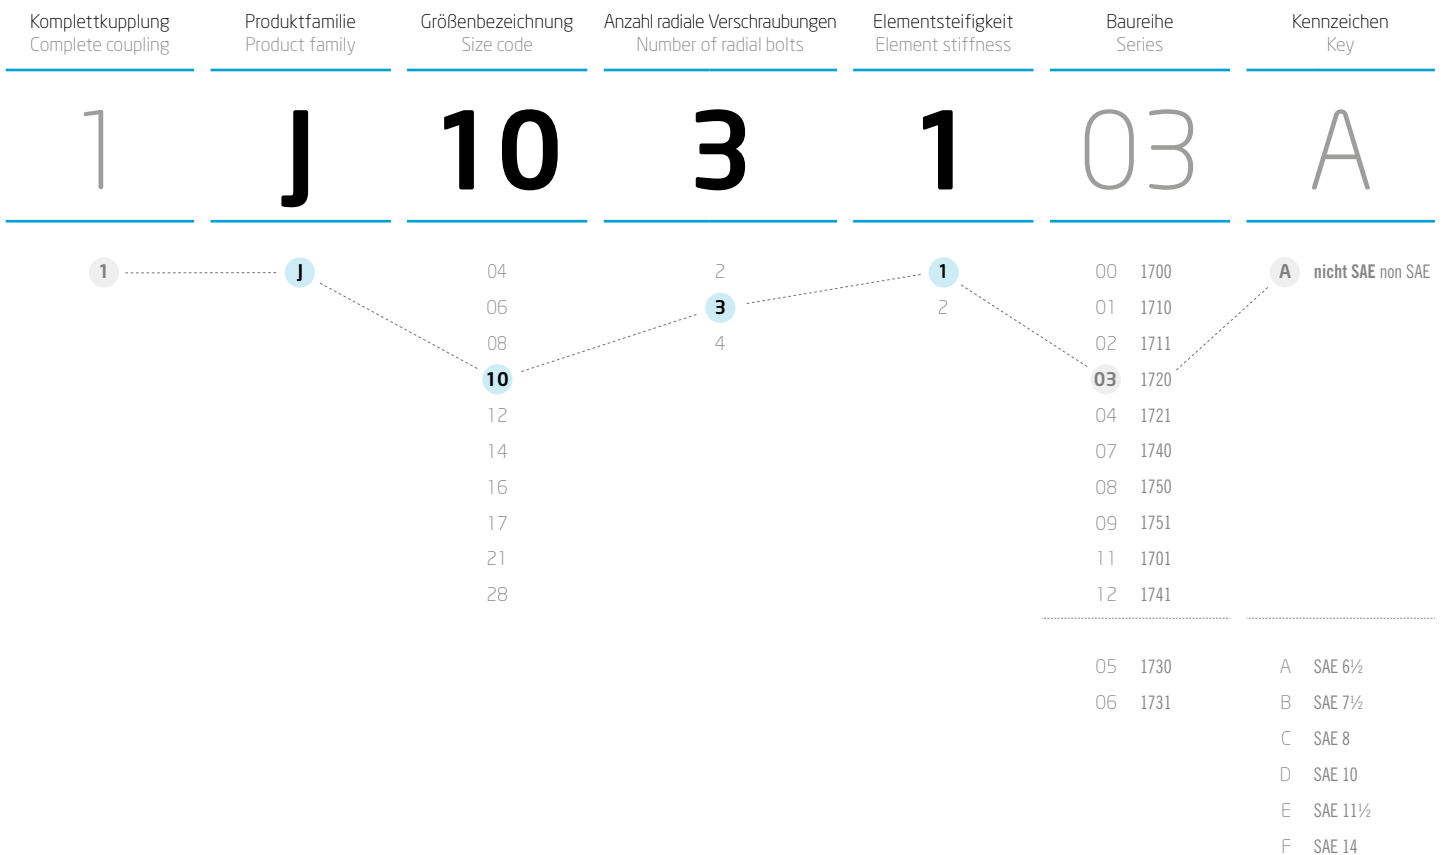 Komplettkupplung Produktfamilie Größenbezeichnung Anzahl radiale Verschraubungen Elementsteifigkeit Baureihe Kennzeichen
Complete coupling Product family Size code Number of radial bolts Element stiffness Series Key
1 J 10 3 1 03 A
1 J 04 2 1 00 1700 A nicht SAE non SAE
06 3 2 01 1710
08 4 02 1711
10 03 1720
12 04 1721
14 07 1740
16 08 1750
17 09 1751
21 11 1701
28 12 1741
05 1730 A SAE 6½
06 1731 B SAE 7½
C SAE 8
D SAE 10
E SAE 11½
F SAE 14